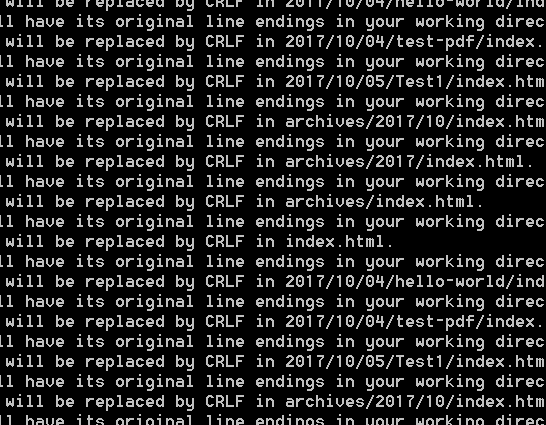 will be replaced by CRLF in 2017/10/04/hello-world/ind
ll have its original line endings in your working direc
will be replaced by CRLF in 2017/10/04/test-pdf/index.
ll have its original line endings in your working direc
will be replaced by CRLF in 2017/10/05/Test1/index.htm
ll have its original line endings in your working direc
will be replaced by CRLF in archives/2017/10/index.htm
ll have its original line endings in your working direc
will be replaced by CRLF in archives/2017/index.html.
ll have its original line endings in your working direc
will be replaced by CRLF in archives/index.html.
ll have its original line endings in your working direc
will be replaced by CRLF in index.html.
ll have its original line endings in your working direc
will be replaced by CRLF in 2017/10/04/hello-world/ind
ll have its original line endings in your working direc
will be replaced by CRLF in 2017/10/04/test-pdf/index.
ll have its original line endings in your working direc
will be replaced by CRLF in 2017/10/05/Test1/index.htm
ll have its original line endings in your working direc
will be replaced by CRLF in archives/2017/10/index.htm
ll have its original line endings in your working direc